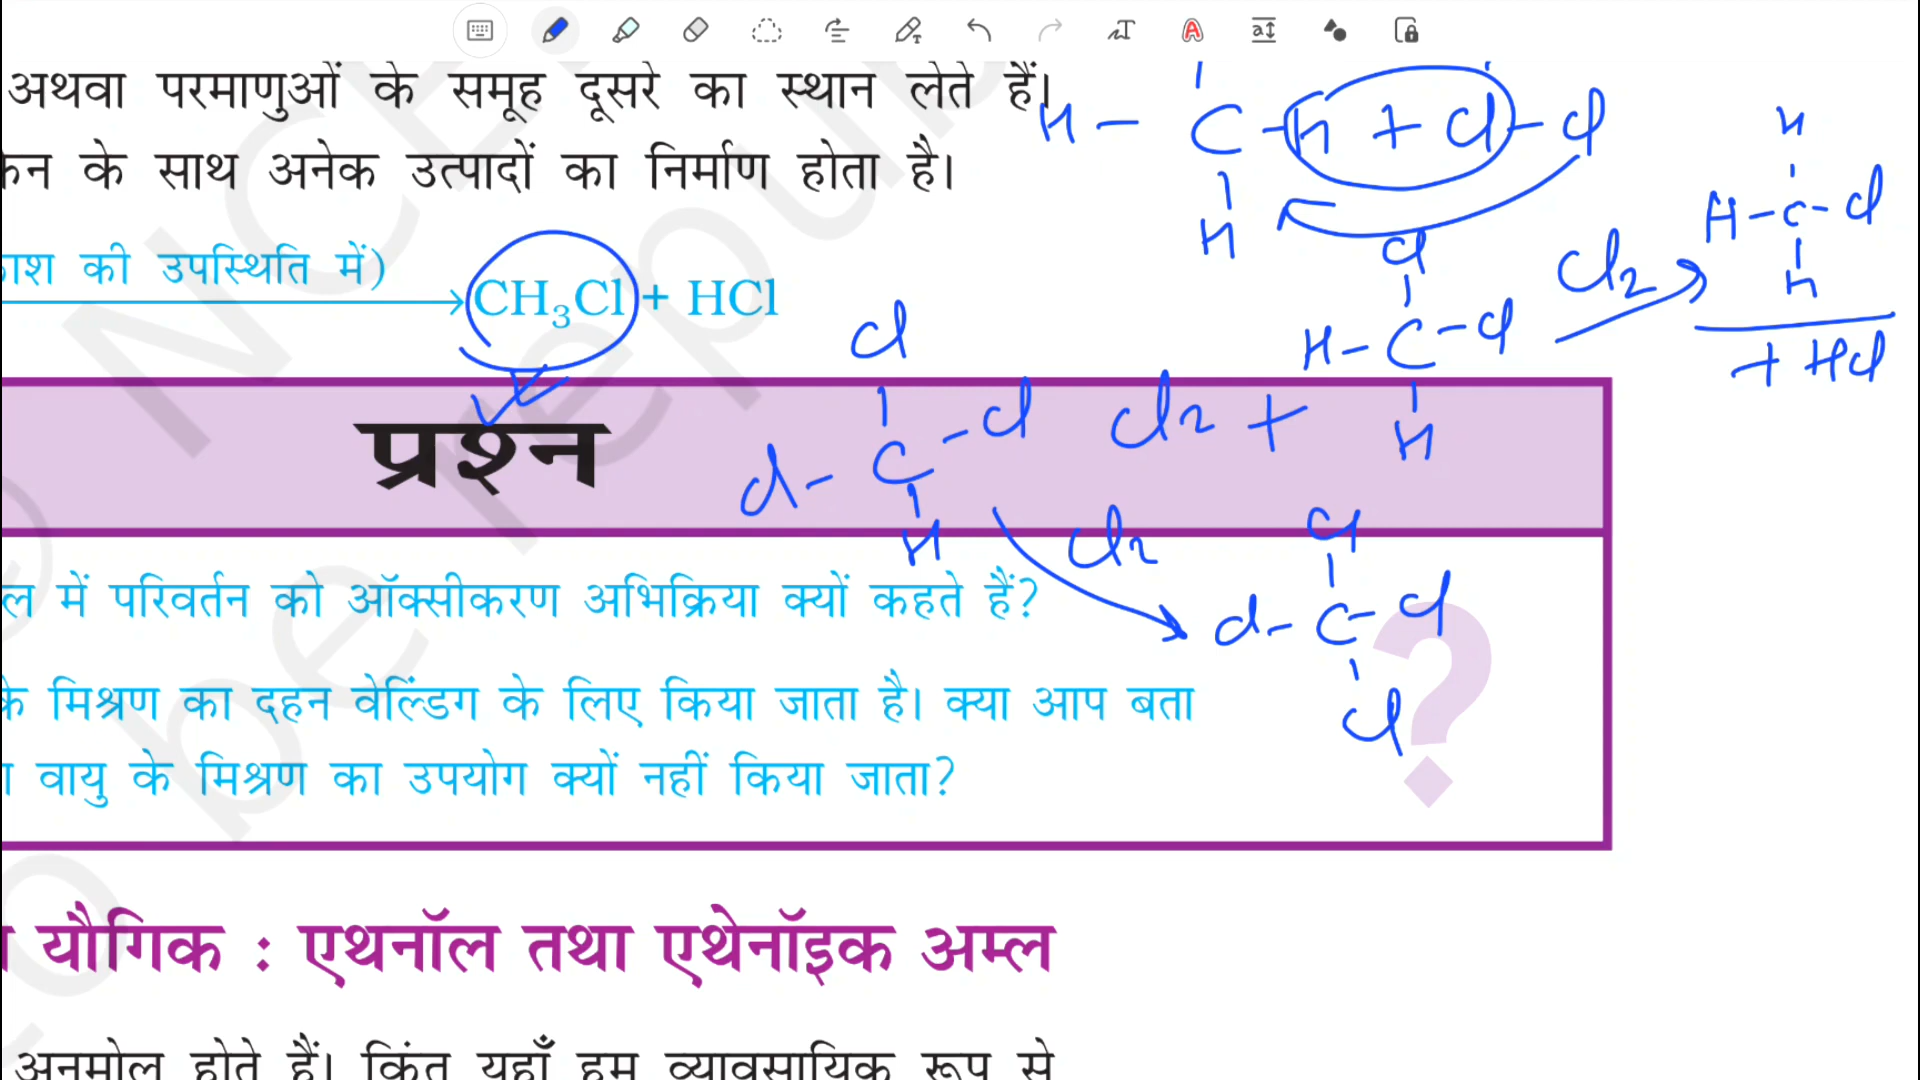 अथवा परमाणुओं के समूह दूसरे का स्थान लेते हैं।
केन के साथ अनेक उत्पादों का निर्माण होता है।
H – C – H + Cl – Cl
H
काश की उपस्थिति में)
CH₃Cl + HCl
Cl
H – C – Cl
H
Cl₂
H
H – C – Cl
H
+ HCl
प्रश्न
Cl
Cl – C – Cl
H
Cl₂ +
Cl₂
Cl
Cl – C – Cl
Cl
ल में परिवर्तन को ऑक्सीकरण अभिक्रिया क्यों कहते हैं?
के मिश्रण का दहन वेल्डिंग के लिए किया जाता है। क्या आप बता
वायु के मिश्रण का उपयोग क्यों नहीं किया जाता?
?
यौगिक : एथनॉल तथा एथेनॉइक अम्ल
अनमोल होते हैं। किंतु यहाँ हम व्यावसायिक रूप से